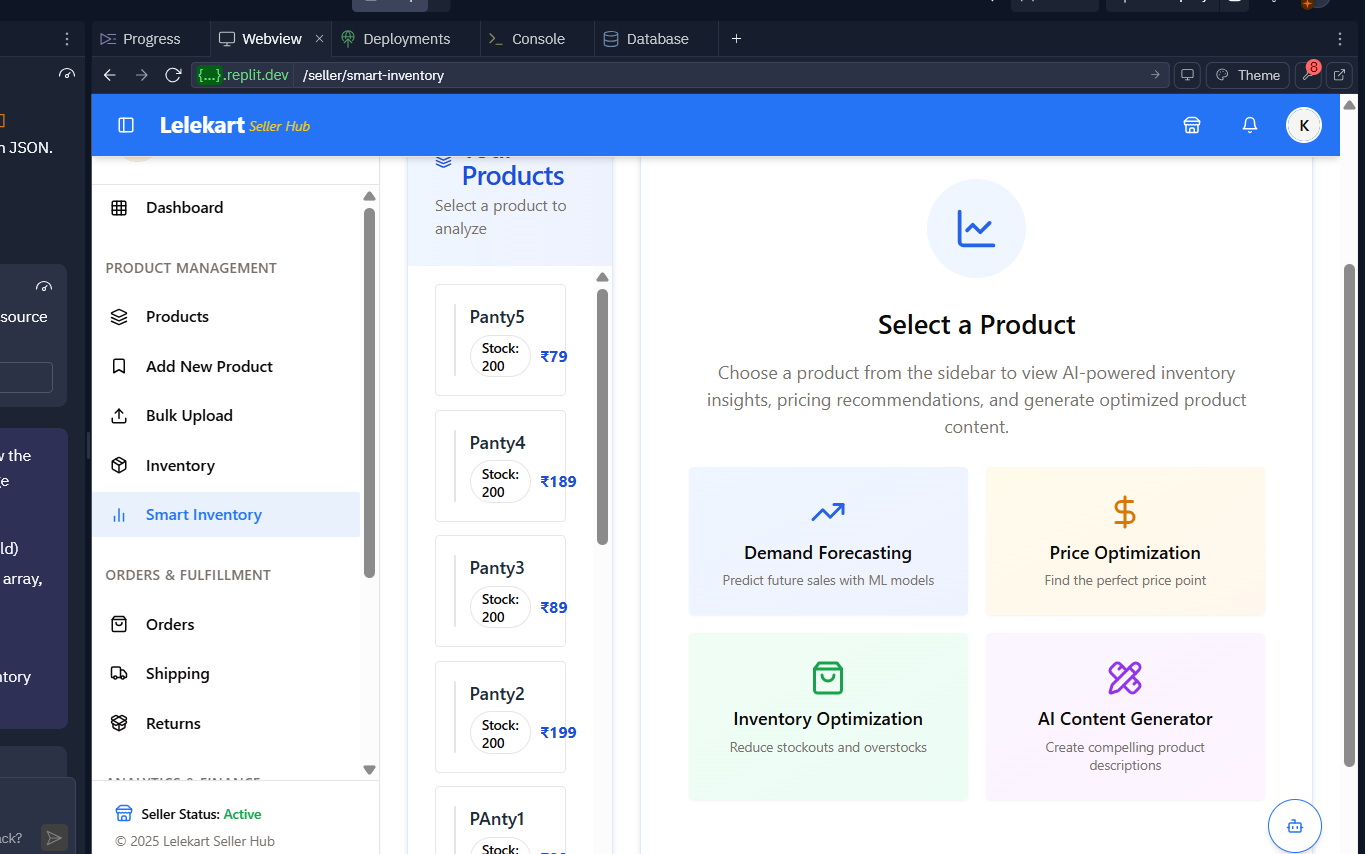 Progress
Webview
Deployments
Console
Database
{...}.replit.dev /seller/smart-inventory
Theme
8
n JSON.
source
w the
ge
ld)
array,
ntory
ack?
Lelekart Seller Hub
K
Dashboard
PRODUCT MANAGEMENT
Products
Add New Product
Bulk Upload
Inventory
Smart Inventory
ORDERS & FULFILLMENT
Orders
Shipping
Returns
ANALYTICS & FINANCE
Seller Status: Active
© 2025 Lelekart Seller Hub
Your
Products
Select a product to
analyze
Panty5
Stock:
200
₹79
Panty4
Stock:
200
₹189
Panty3
Stock:
200
₹89
Panty2
Stock:
200
₹199
PAnty1
Stock:
Select a Product
Choose a product from the sidebar to view AI-powered inventory
insights, pricing recommendations, and generate optimized product
content.
Demand Forecasting
Predict future sales with ML models
Price Optimization
Find the perfect price point
Inventory Optimization
Reduce stockouts and overstocks
AI Content Generator
Create compelling product
descriptions